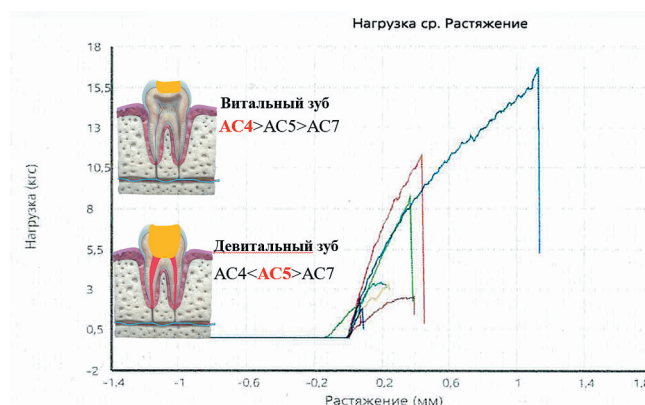 Нагрузка ср. Растяжение
Нагрузка (кгс)
18
15,5
13
10,5
8
5,5
3
0,5
-2
Витальный зуб
AC4>AC5>AC7
Девитальный зуб
AC4<AC5>AC7
-1,4
-1
-0,6
-0,2
0,2
0,6
1
1,4
1,8
Растяжение (мм)